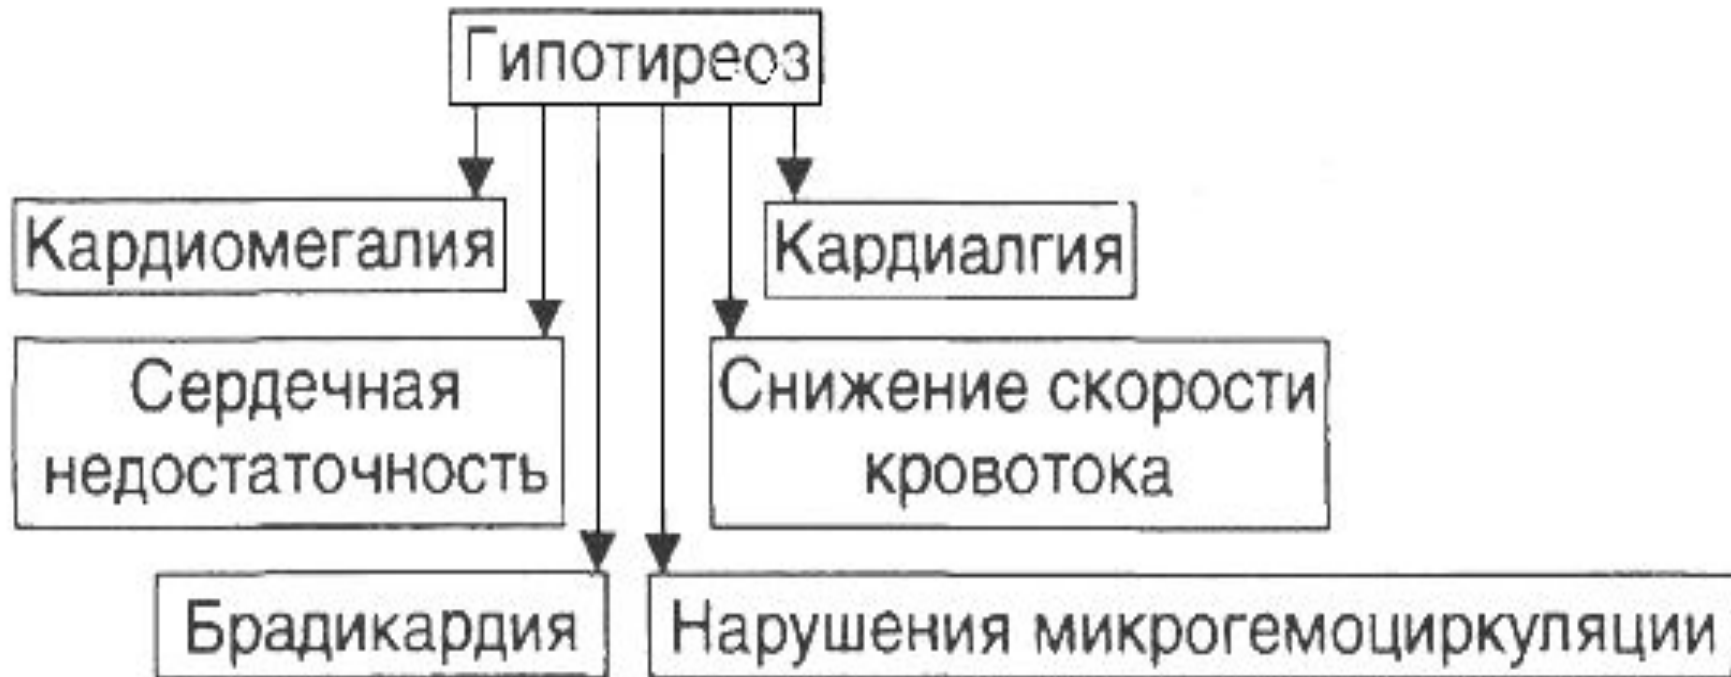 Гипотиреоз
Кардиомегалия
Кардиалгия
Сердечная
недостаточность
Снижение скорости
кровотока
Брадикардия
Нарушения микрогемоциркуляции